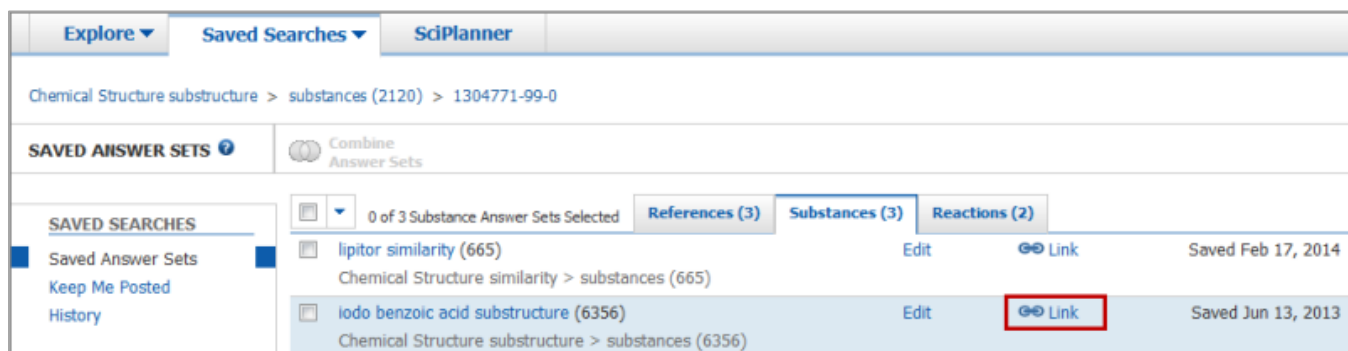 Explore Saved Searches SciPlanner
Chemical Structure substructure > substances (2120) > 1304771-99-0
SAVED ANSWER SETS ? Combine
Answer Sets
0 of 3 Substance Answer Sets Selected References (3) Substances (3) Reactions (2)
SAVED SEARCHES
lipitor similarity (665) Edit Link Saved Feb 17, 2014
Saved Answer Sets
Chemical Structure similarity > substances (665)
Keep Me Posted
iodo benzoic acid substructure (6356) Edit Link Saved Jun 13, 2013
History
Chemical Structure substructure > substances (6356)